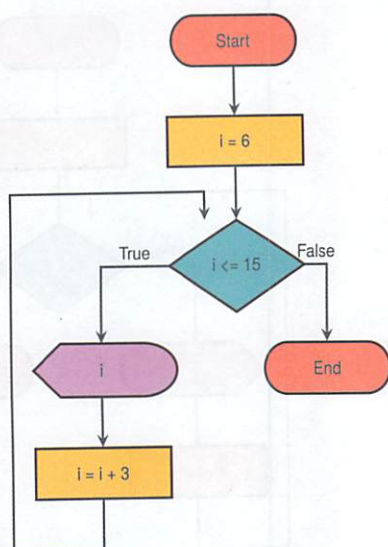 Start
i = 6
i <= 15
True
False
i
End
i = i + 3